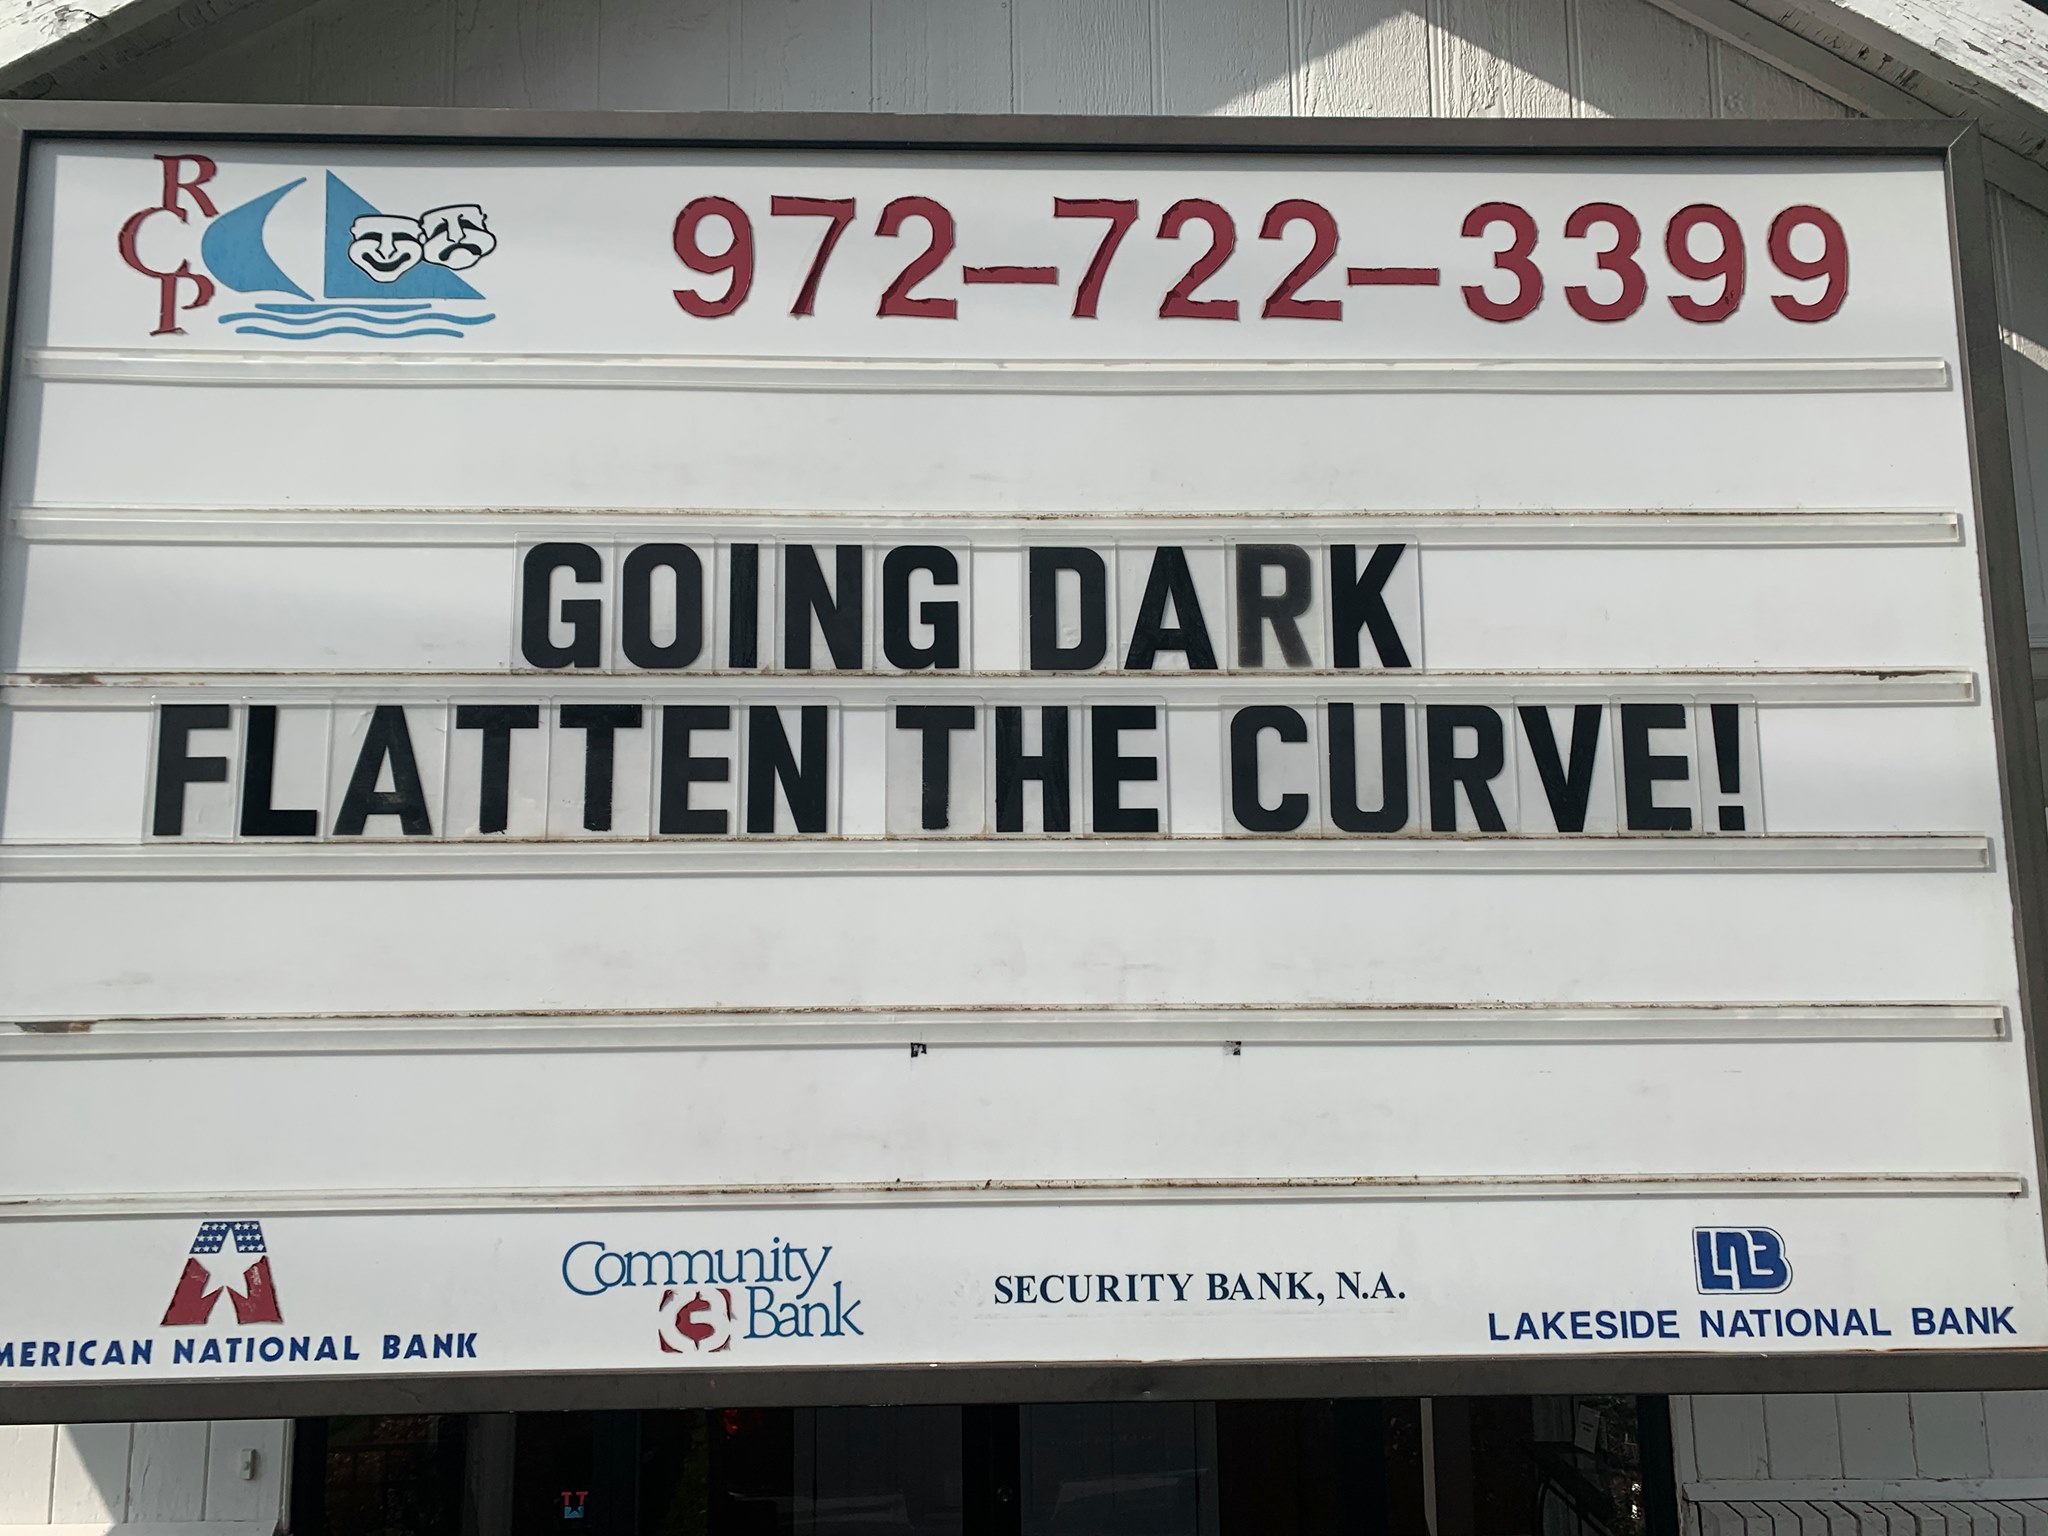 RCP
972-722-3399
GOING DARK
FLATTEN THE CURVE!
MERICAN NATIONAL BANK
Community
Bank
SECURITY BANK, N.A.
LNB
LAKESIDE NATIONAL BANK